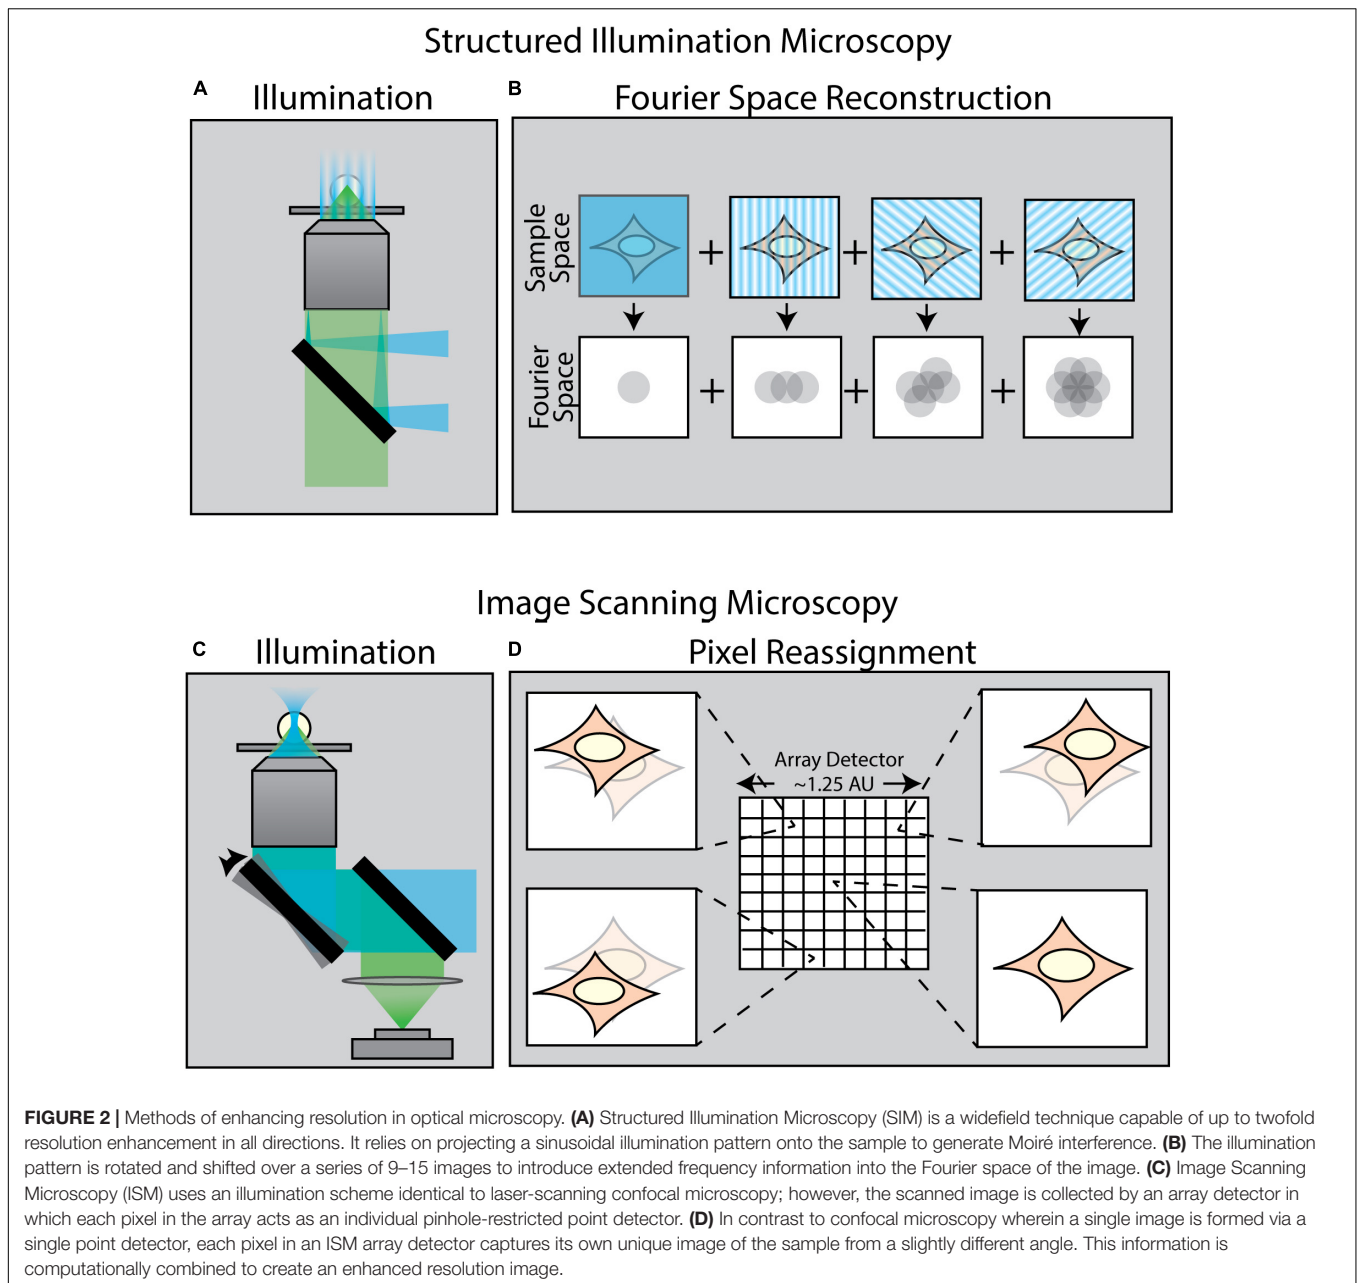 Structured Illumination Microscopy
A
Illumination
B
Fourier Space Reconstruction
Sample
Space
+
+
+
Fourier
Space
+
+
+
Image Scanning Microscopy
C
Illumination
D
Pixel Reassignment
Array Detector
~1.25 AU
FIGURE 2 | Methods of enhancing resolution in optical microscopy. (A) Structured Illumination Microscopy (SIM) is a widefield technique capable of up to twofold
resolution enhancement in all directions. It relies on projecting a sinusoidal illumination pattern onto the sample to generate Moiré interference. (B) The illumination
pattern is rotated and shifted over a series of 9–15 images to introduce extended frequency information into the Fourier space of the image. (C) Image Scanning
Microscopy (ISM) uses an illumination scheme identical to laser-scanning confocal microscopy; however, the scanned image is collected by an array detector in
which each pixel in the array acts as an individual pinhole-restricted point detector. (D) In contrast to confocal microscopy wherein a single image is formed via a
single point detector, each pixel in an ISM array detector captures its own unique image of the sample from a slightly different angle. This information is
computationally combined to create an enhanced resolution image.